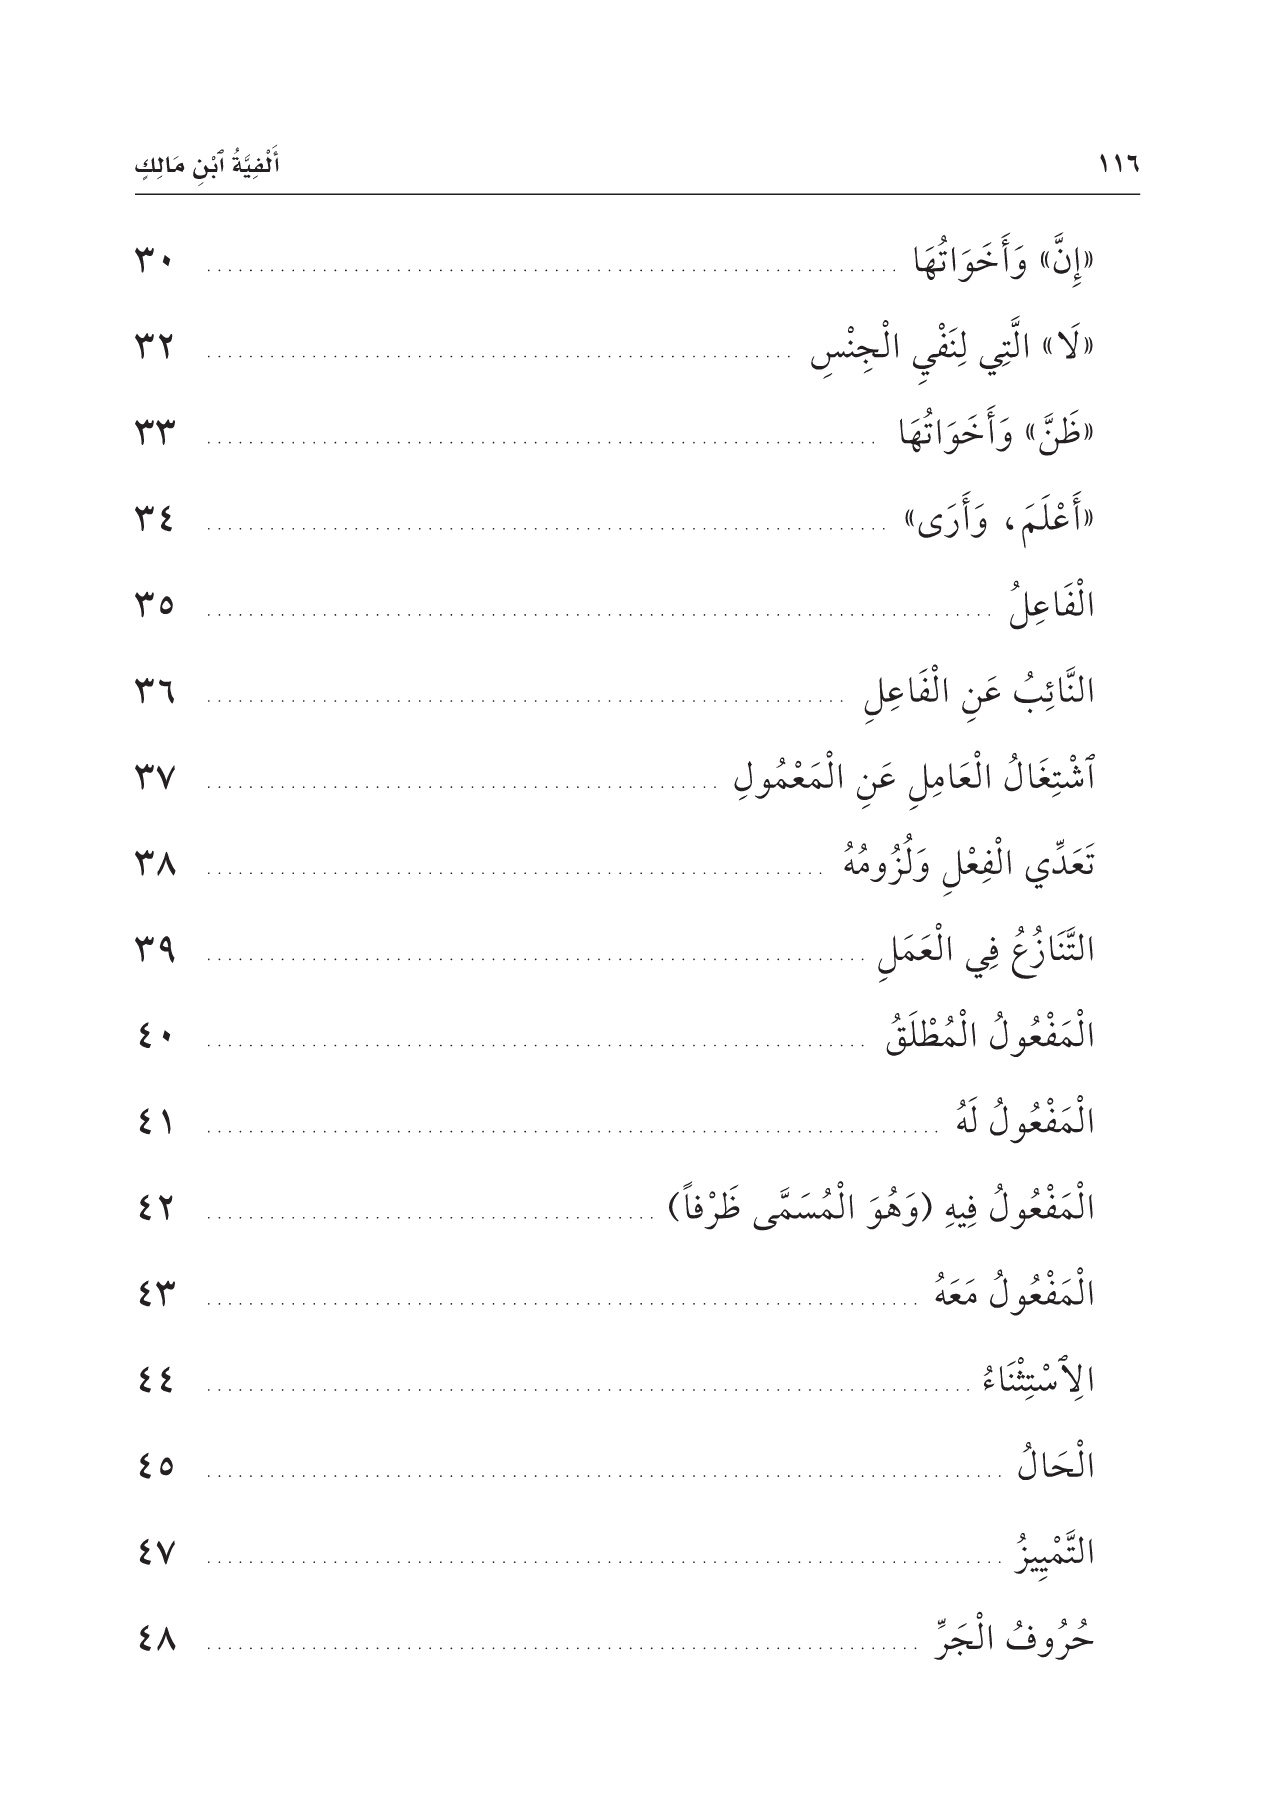 ١١٦ أَلْفِيَّةُ ٱبْنِ مَالِكٍ
«إِنَّ» وَأَخَوَاتُهَا ........ ٣٠
«لَا» الَّتِي لِنَفْيِ الْجِنْسِ ........ ٣٢
«ظَنَّ» وَأَخَوَاتُهَا ........ ٣٣
«أَعْلَمَ، وَأَرَى» ........ ٣٤
الْفَاعِلُ ........ ٣٥
النَّائِبُ عَنِ الْفَاعِلِ ........ ٣٦
ٱشْتِغَالُ الْعَامِلِ عَنِ الْمَعْمُولِ ........ ٣٧
تَعَدِّي الْفِعْلِ وَلُزُومُهُ ........ ٣٨
التَّنَازُعُ فِي الْعَمَلِ ........ ٣٩
الْمَفْعُولُ الْمُطْلَقُ ........ ٤٠
الْمَفْعُولُ لَهُ ........ ٤١
الْمَفْعُولُ فِيهِ (وَهُوَ الْمُسَمَّى ظَرْفاً) ........ ٤٢
الْمَفْعُولُ مَعَهُ ........ ٤٣
الِٱسْتِثْنَاءُ ........ ٤٤
الْحَالُ ........ ٤٥
التَّمْيِيزُ ........ ٤٧
حُرُوفُ الْجَرِّ ........ ٤٨